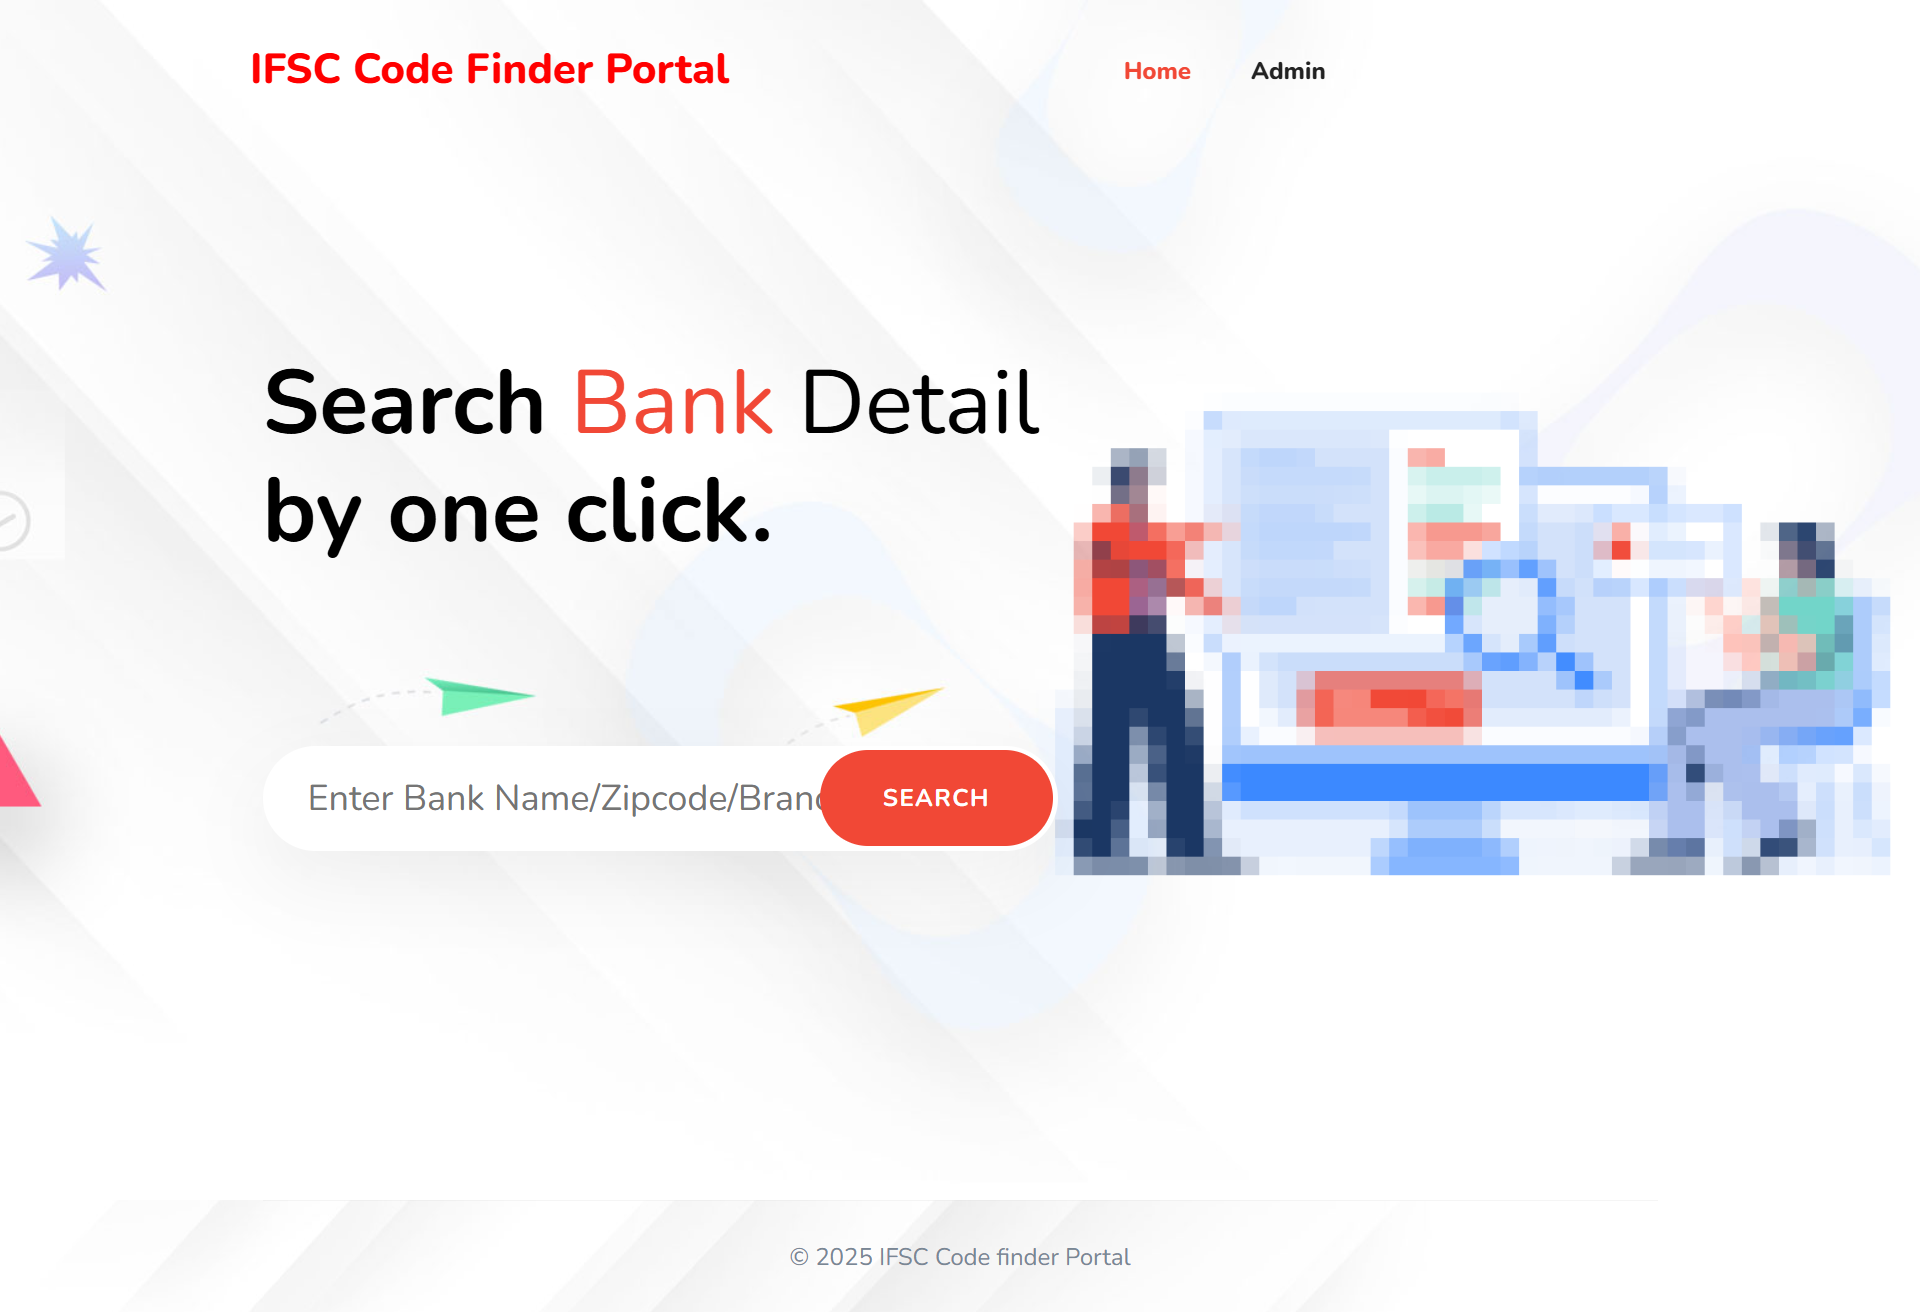 IFSC Code Finder Portal
Home
Admin
Search Bank Detail
by one click.
Enter Bank Name/Zipcode/Branc
SEARCH
© 2025 IFSC Code finder Portal